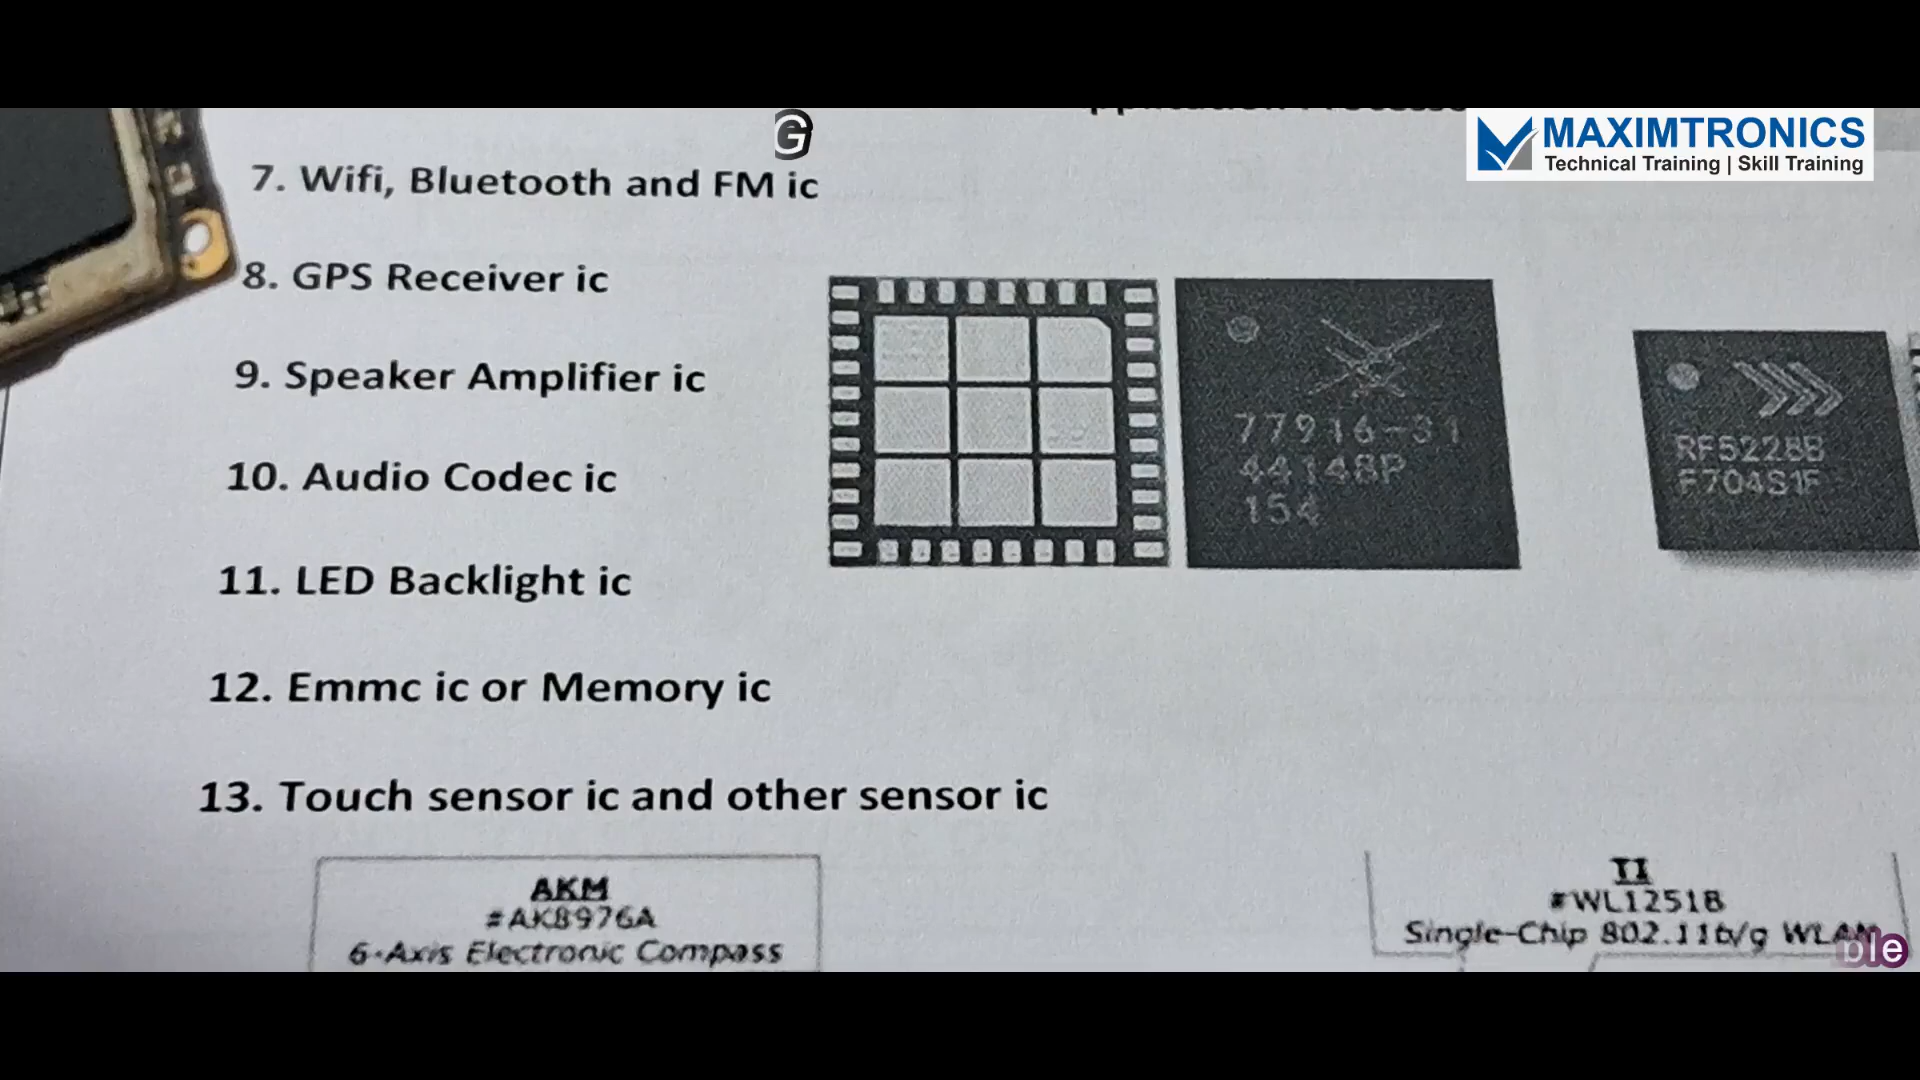 MAXIMTRONICS
Technical Training | Skill Training
G
7. Wifi, Bluetooth and FM ic
8. GPS Receiver ic
9. Speaker Amplifier ic
10. Audio Codec ic
11. LED Backlight ic
12. Emmc ic or Memory ic
13. Touch sensor ic and other sensor ic
77916-31
44148P
154
RF5228B
F704S1F
AKM
#AK8976A
6-Axis Electronic Compass
TI
#WL1251B
Single-Chip 802.11b/g WLAN
ble